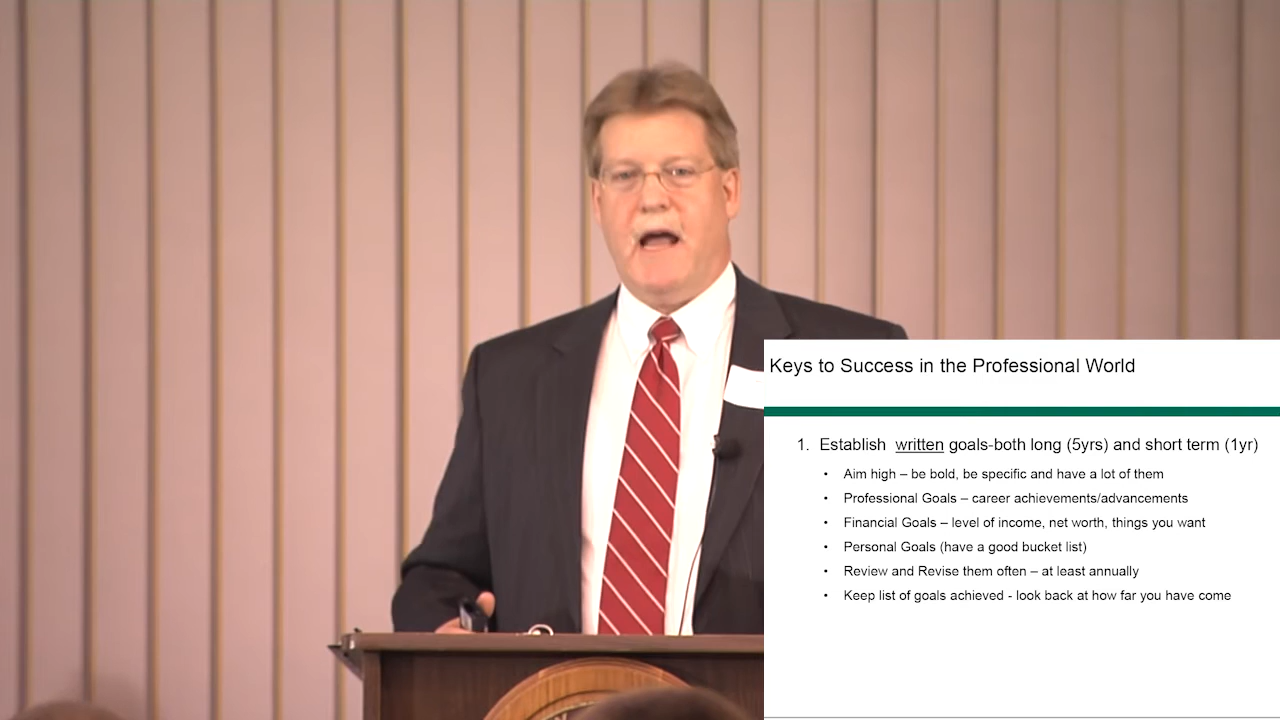 Keys to Success in the Professional World
1. Establish written goals-both long (5yrs) and short term (1yr)
• Aim high – be bold, be specific and have a lot of them
• Professional Goals – career achievements/advancements
• Financial Goals – level of income, net worth, things you want
• Personal Goals (have a good bucket list)
• Review and Revise them often – at least annually
• Keep list of goals achieved - look back at how far you have come